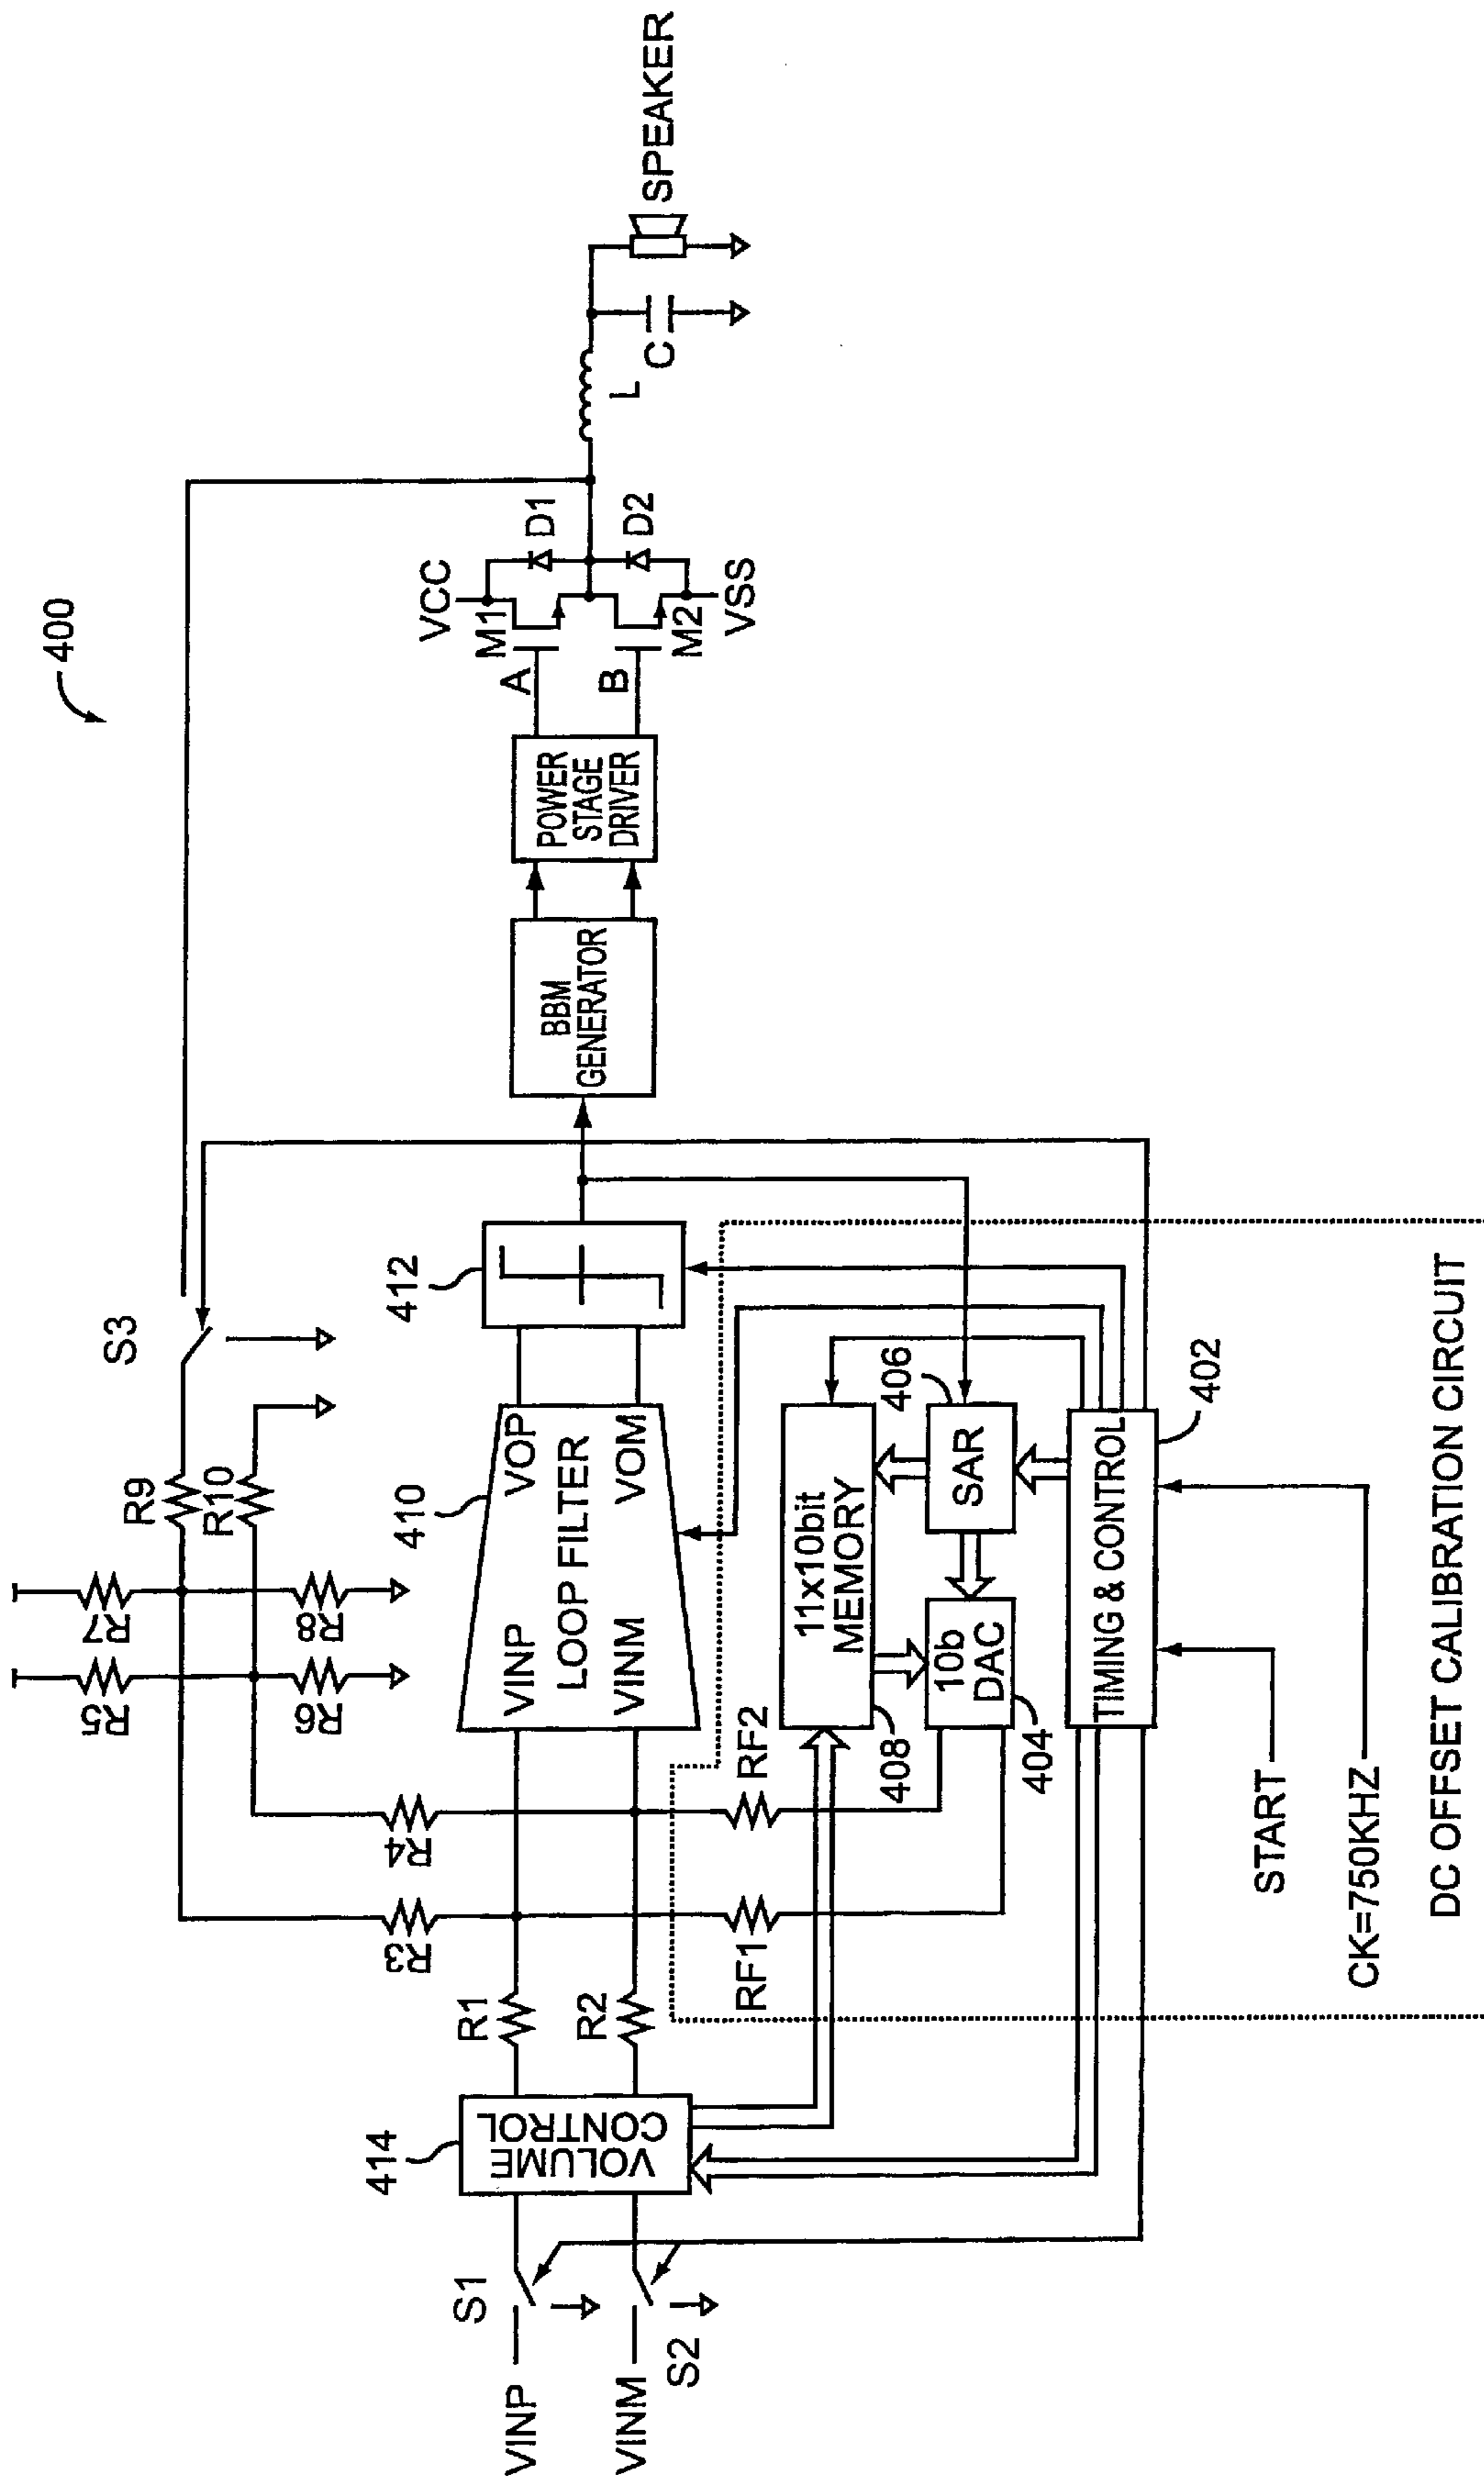 400
S3
R9
R10
R7
R5
R8
R6
R3
R4
VINP
VINM
S1
S2
414
VOLUME
CONTROL
R1
R2
410
VINP
VINM
LOOP FILTER
VOP
VOM
412
BBM
GENERATOR
POWER
STAGE
DRIVER
A
B
VCC
M1
M2
VSS
D1
D2
L
C
SPEAKER
RF1
RF2
11x10bit
MEMORY
408
406
SAR
10b
DAC
404
TIMING & CONTROL
402
START
CK=750KHZ
DC OFFSET CALIBRATION CIRCUIT